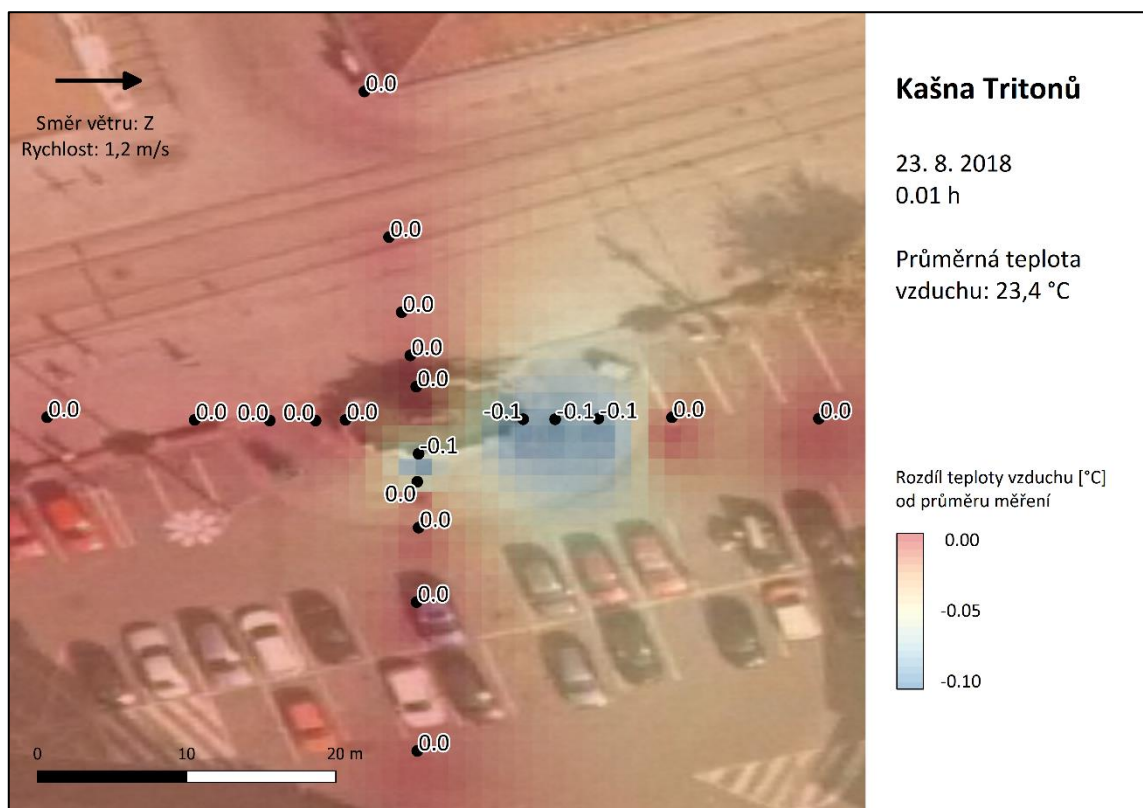 Směr větru: Z
Rychlost: 1,2 m/s
0.0
0.0
0.0
0.0
0.0
0.0
0.0
0.0
0.0
0.0
-0.1
-0.1
-0.1
0.0
0.0
-0.1
0.0
0.0
0.0
0.0
0
10
20 m
Kašna Tritonů
23. 8. 2018
0.01 h
Průměrná teplota
vzduchu: 23,4 °C
Rozdíl teploty vzduchu [°C]
od průměru měření
0.00
-0.05
-0.10